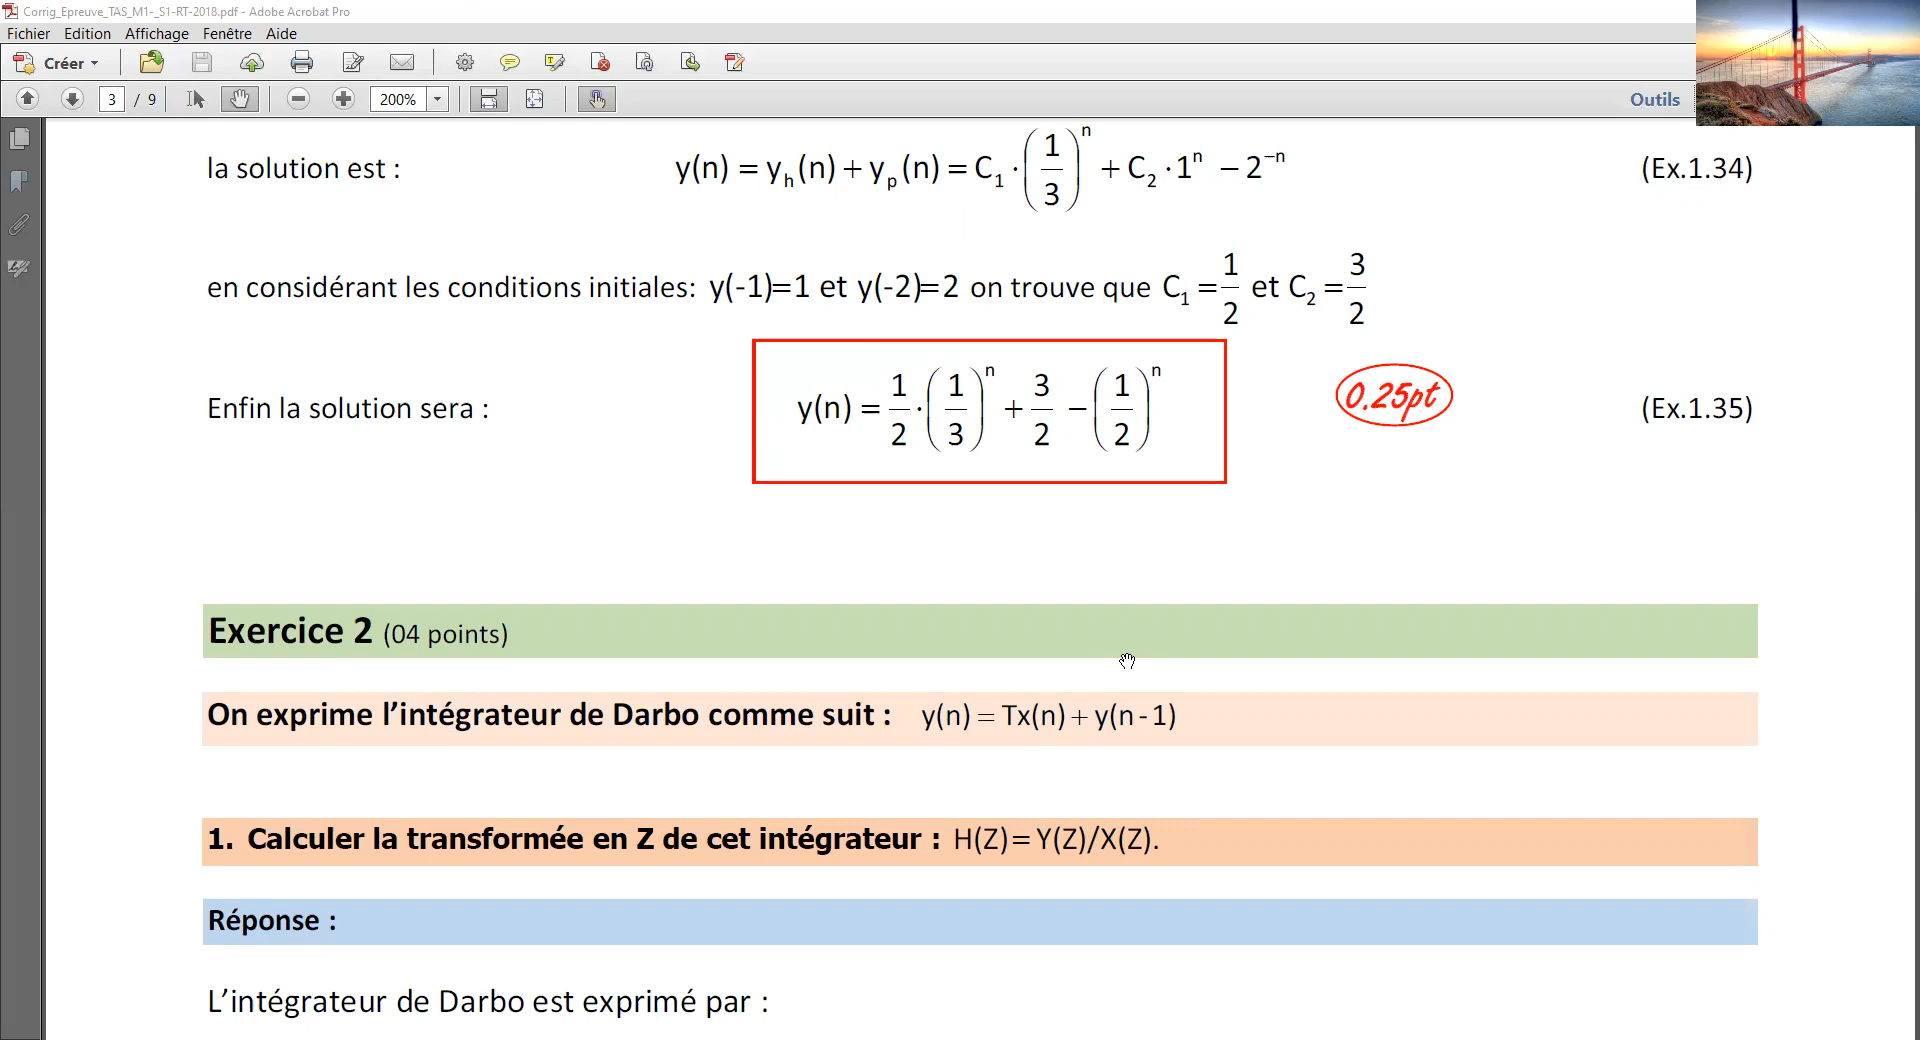 Corrig_Epreuve_TAS_M1-_S1-RT-2018.pdf - Adobe Acrobat Pro
Fichier Edition Affichage Fenêtre Aide
Créer
3 / 9 200% Outils
la solution est : y(n) = y_h(n) + y_p(n) = C_1 · (1/3)^n + C_2 · 1^n − 2^−n (Ex.1.34)
en considérant les conditions initiales: y(-1)=1 et y(-2)=2 on trouve que C_1 = 1/2 et C_2 = 3/2
Enfin la solution sera : y(n) = 1/2 · (1/3)^n + 3/2 − (1/2)^n 0.25pt (Ex.1.35)
Exercice 2 (04 points)
On exprime l’intégrateur de Darbo comme suit : y(n) = Tx(n) + y(n - 1)
1. Calculer la transformée en Z de cet intégrateur : H(Z) = Y(Z)/X(Z).
Réponse :
L’intégrateur de Darbo est exprimé par :